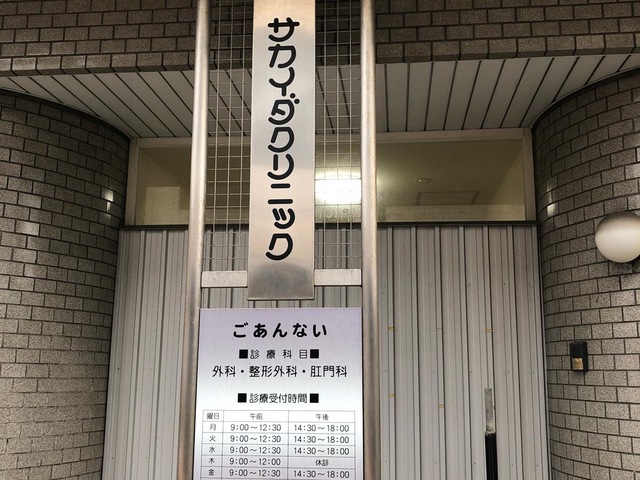 サカイダクリニック
ごあんない
■診療科目■
外科・整形外科・肛門科
■診療受付時間■
曜日 午前 午後
月 9:00〜12:30 14:30〜18:00
火 9:00〜12:30 14:30〜18:00
水 9:00〜12:30 14:30〜18:00
木 9:00〜12:00 休診
金 9:00〜12:30 14:30〜18:00